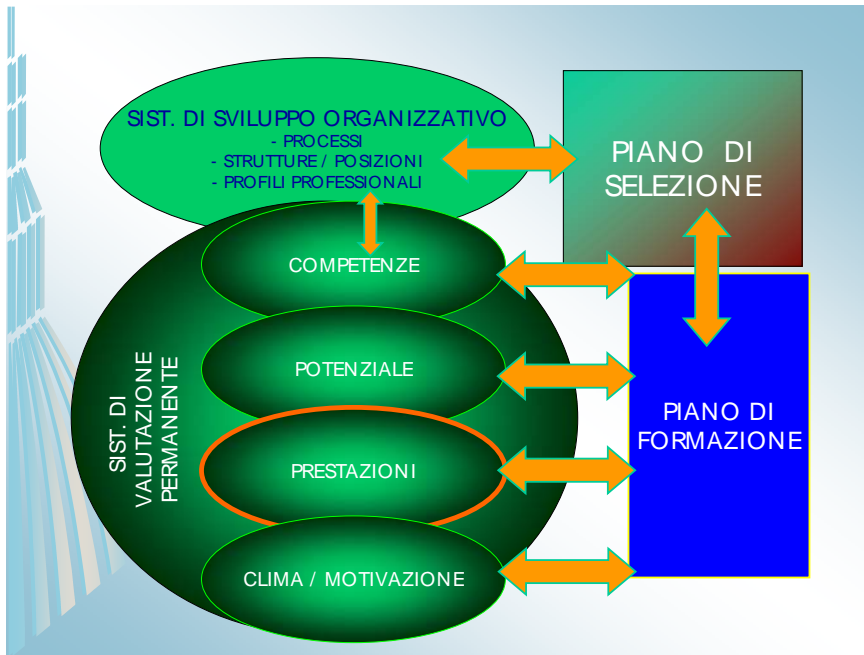 SIST. DI SVILUPPO ORGANIZZATIVO
- PROCESSI
- STRUTTURE / POSIZIONI
- PROFILI PROFESSIONALI
PIANO DI
SELEZIONE
COMPETENZE
POTENZIALE
PRESTAZIONI
CLIMA / MOTIVAZIONE
SIST. DI
VALUTAZIONE
PERMANENTE
PIANO DI
FORMAZIONE